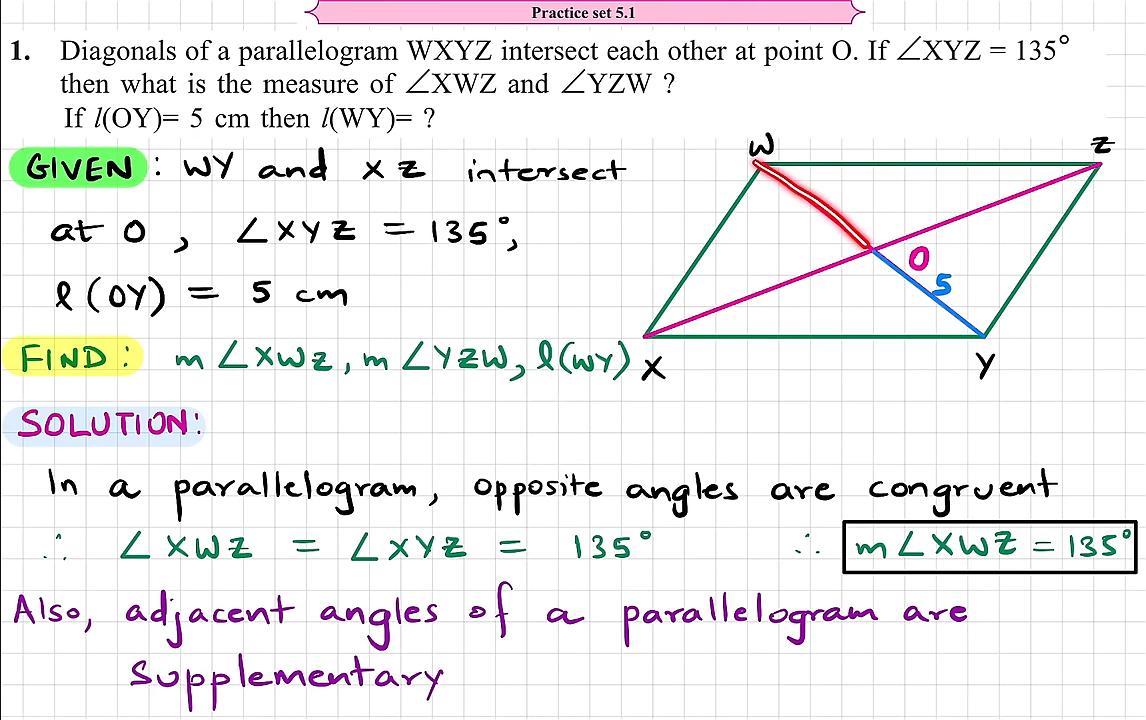 Practice set 5.1
1. Diagonals of a parallelogram WXYZ intersect each other at point O. If ∠XYZ = 135°
then what is the measure of ∠XWZ and ∠YZW ?
If l(OY)= 5 cm then l(WY)= ?
GIVEN: WY and XZ intersect
at O, ∠XYZ = 135°,
l(OY) = 5 cm
FIND: m∠XWZ, m∠YZW, l(WY)
W Z
O
5
X Y
SOLUTION:
In a parallelogram, opposite angles are congruent
∴ ∠XWZ = ∠XYZ = 135° ∴ m∠XWZ = 135°
Also, adjacent angles of a parallelogram are
supplementary